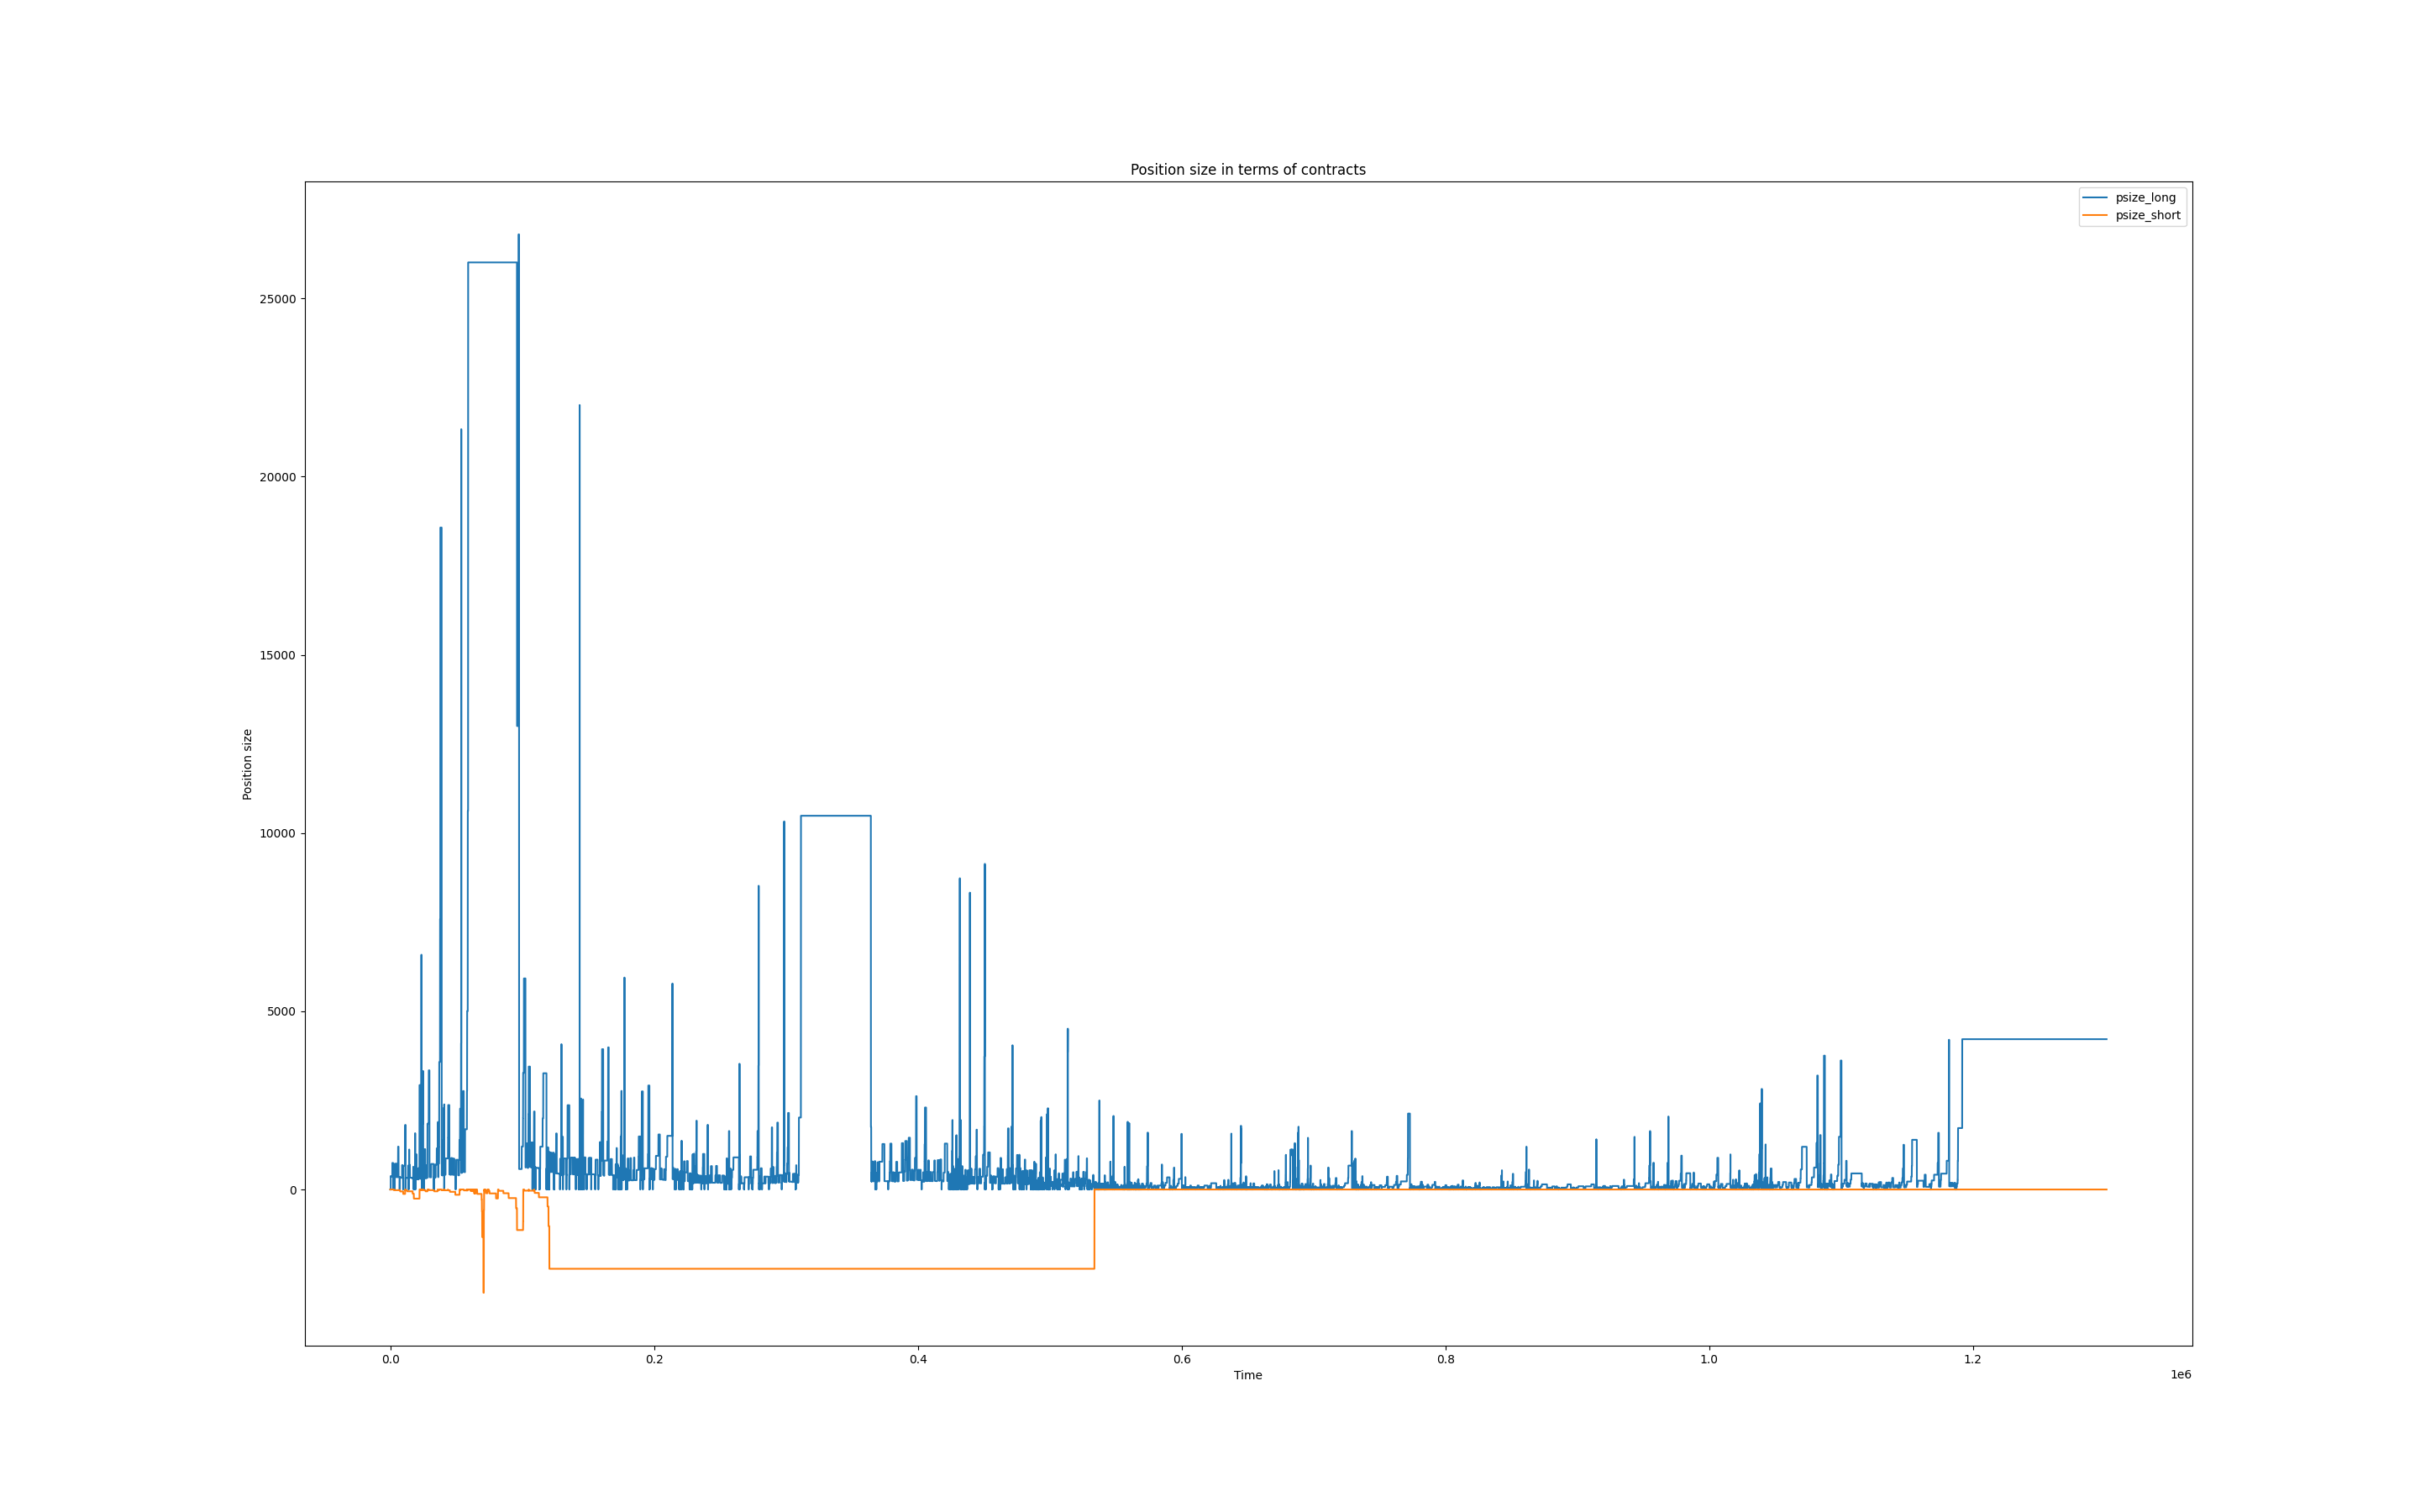 Position size in terms of contracts
psize_long
psize_short
25000
20000
15000
10000
5000
0
Position size
0.0 0.2 0.4 0.6 0.8 1.0 1.2
Time
1e6